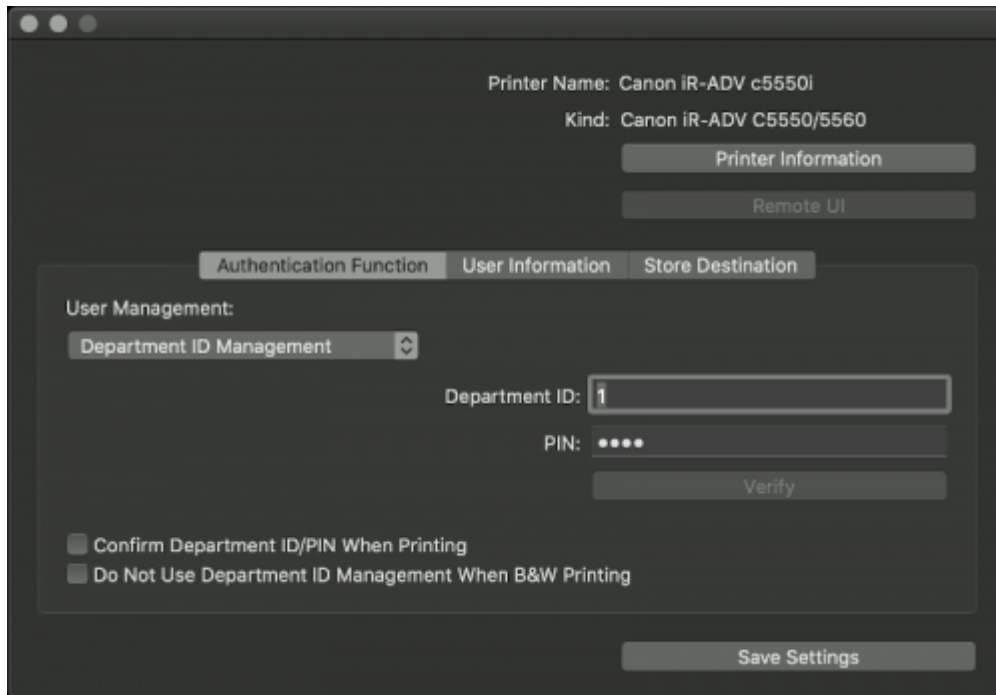 Printer Name: Canon iR-ADV c5550i
Kind: Canon iR-ADV C5550/5560
Printer Information
Remote UI
Authentication Function User Information Store Destination
User Management:
Department ID Management
Department ID: 1
PIN: ••••
Verify
Confirm Department ID/PIN When Printing
Do Not Use Department ID Management When B&W Printing
Save Settings